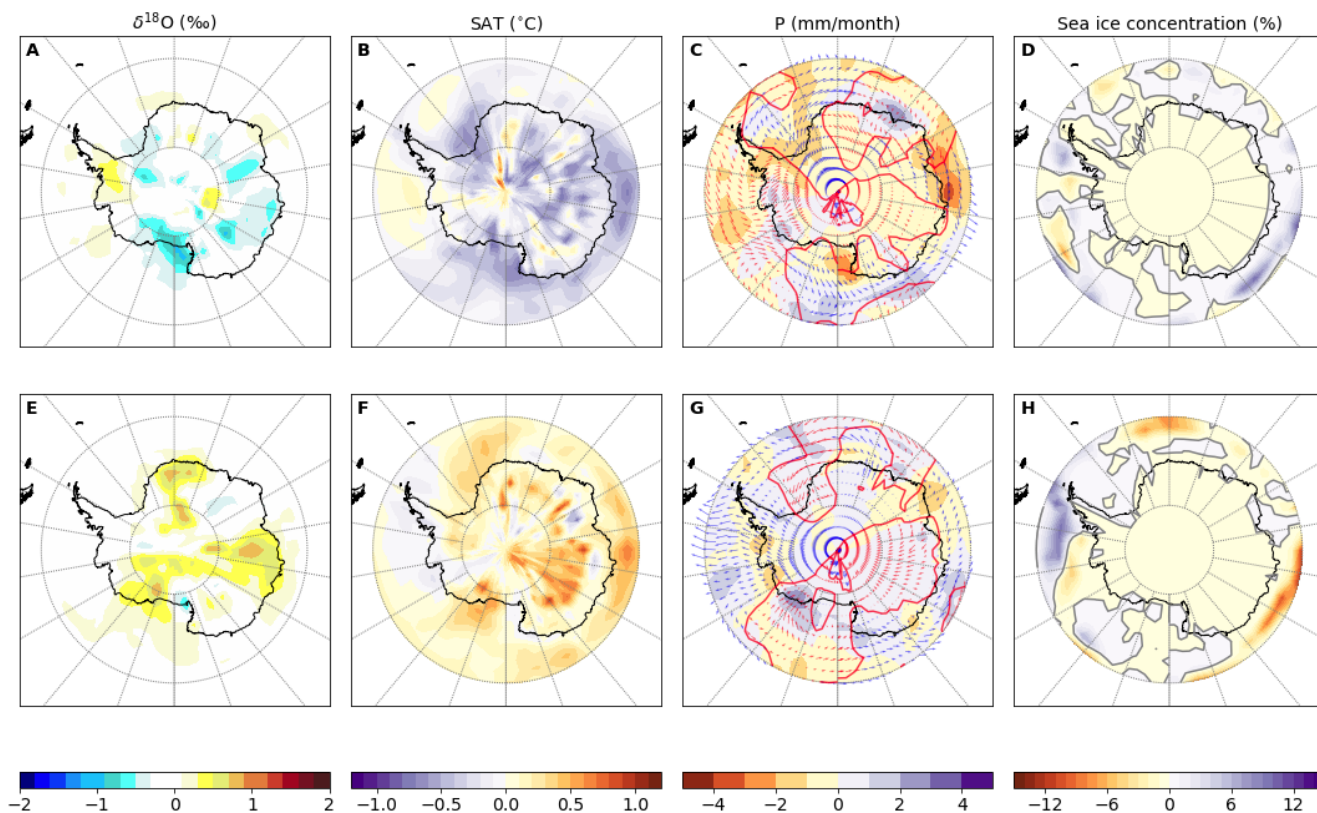 δ¹⁸O (‰) SAT (°C) P (mm/month) Sea ice concentration (%)
A B C D
E F G H
−2 −1 0 1 2 −1.0 −0.5 0.0 0.5 1.0 −4 −2 0 2 4 −12 −6 0 6 12